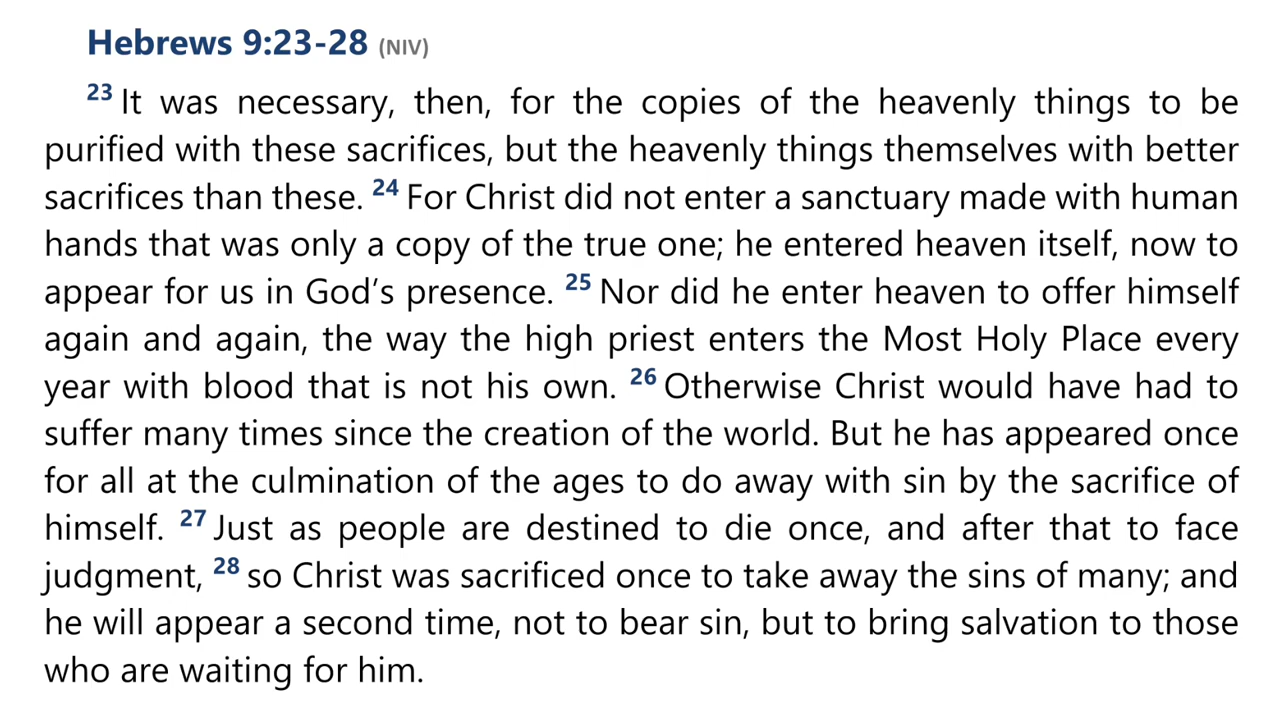 Hebrews 9:23-28 (NIV)
23 It was necessary, then, for the copies of the heavenly things to be
purified with these sacrifices, but the heavenly things themselves with better
sacrifices than these. 24 For Christ did not enter a sanctuary made with human
hands that was only a copy of the true one; he entered heaven itself, now to
appear for us in God’s presence. 25 Nor did he enter heaven to offer himself
again and again, the way the high priest enters the Most Holy Place every
year with blood that is not his own. 26 Otherwise Christ would have had to
suffer many times since the creation of the world. But he has appeared once
for all at the culmination of the ages to do away with sin by the sacrifice of
himself. 27 Just as people are destined to die once, and after that to face
judgment, 28 so Christ was sacrificed once to take away the sins of many; and
he will appear a second time, not to bear sin, but to bring salvation to those
who are waiting for him.